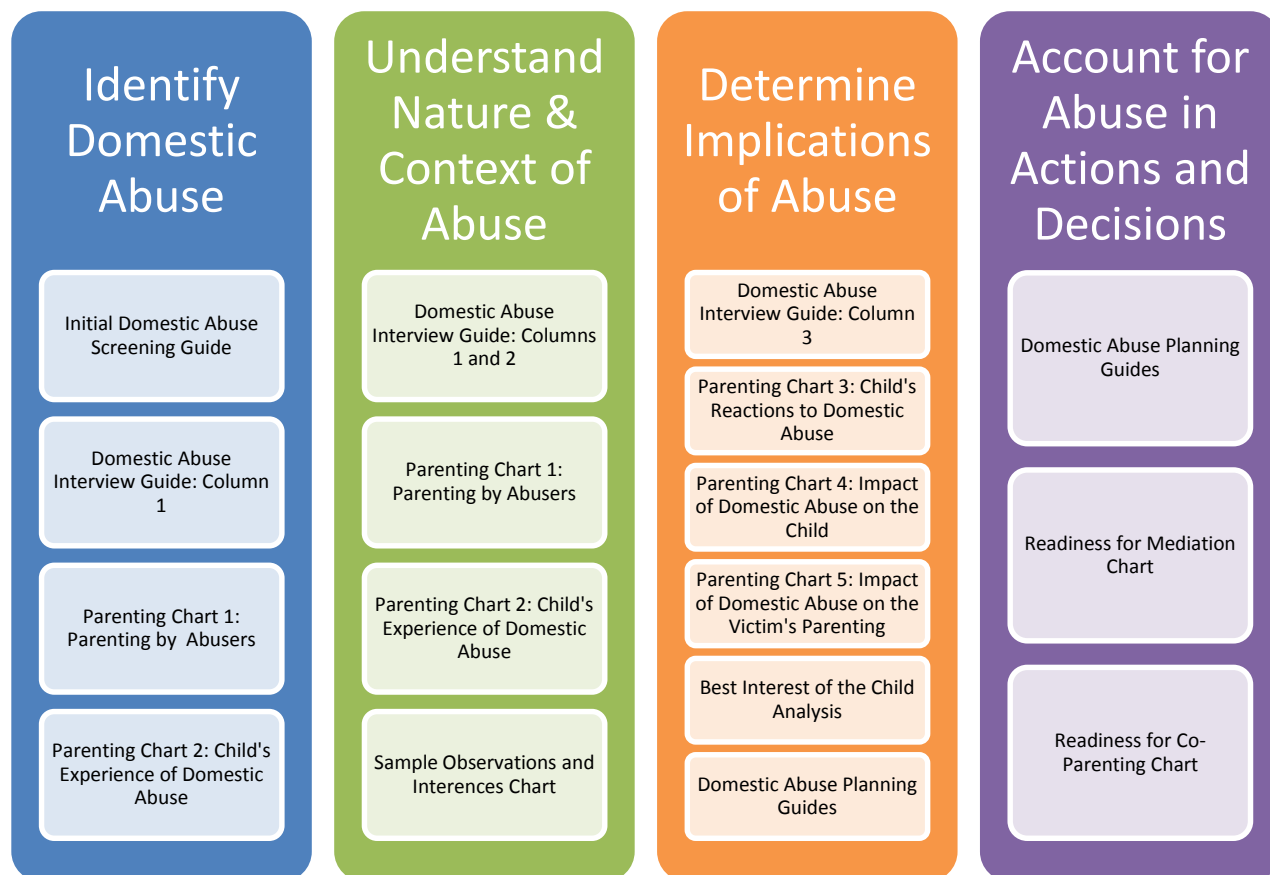 Identify
Domestic
Abuse
Initial Domestic Abuse
Screening Guide
Domestic Abuse
Interview Guide: Column
1
Parenting Chart 1:
Parenting by  Abusers
Parenting Chart 2: Child's
Experience of Domestic
Abuse
Understand
Nature &
Context of
Abuse
Domestic Abuse
Interview Guide: Columns
1 and 2
Parenting Chart 1:
Parenting by Abusers
Parenting Chart 2: Child's
Experience of Domestic
Abuse
Sample Observations and
Interences Chart
Determine
Implications
of Abuse
Domestic Abuse
Interview Guide: Column
3
Parenting Chart 3: Child's
Reactions to Domestic
Abuse
Parenting Chart 4: Impact
of Domestic Abuse on the
Child
Parenting Chart 5: Impact
of Domestic Abuse on the
Victim's Parenting
Best Interest of the Child
Analysis
Domestic Abuse Planning
Guides
Account for
Abuse in
Actions and
Decisions
Domestic Abuse Planning
Guides
Readiness for Mediation
Chart
Readiness for Co-
Parenting Chart